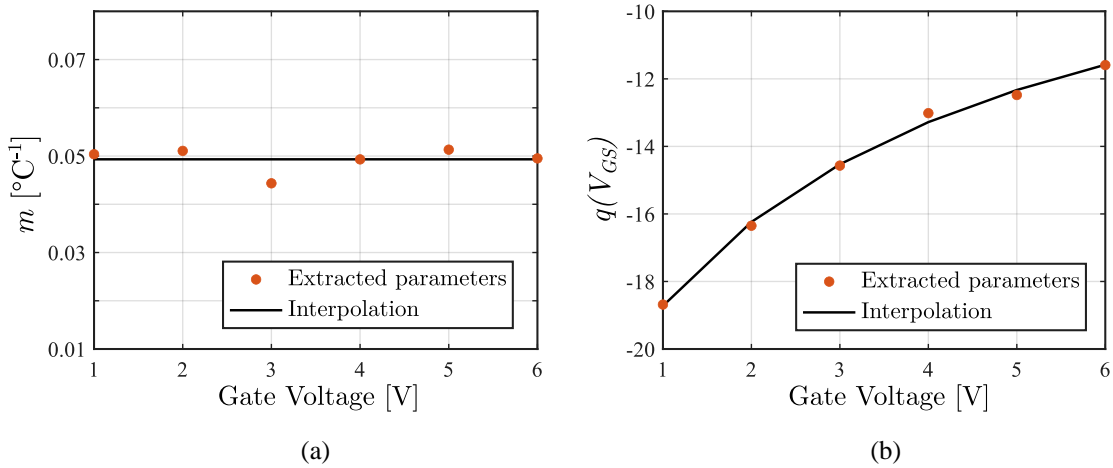 0.07
0.05
0.03
0.01
m [°C⁻¹]
1 2 3 4 5 6
Gate Voltage [V]
Extracted parameters
Interpolation
(a)
-10
-12
-14
-16
-18
-20
q(V_GS)
1 2 3 4 5 6
Gate Voltage [V]
Extracted parameters
Interpolation
(b)